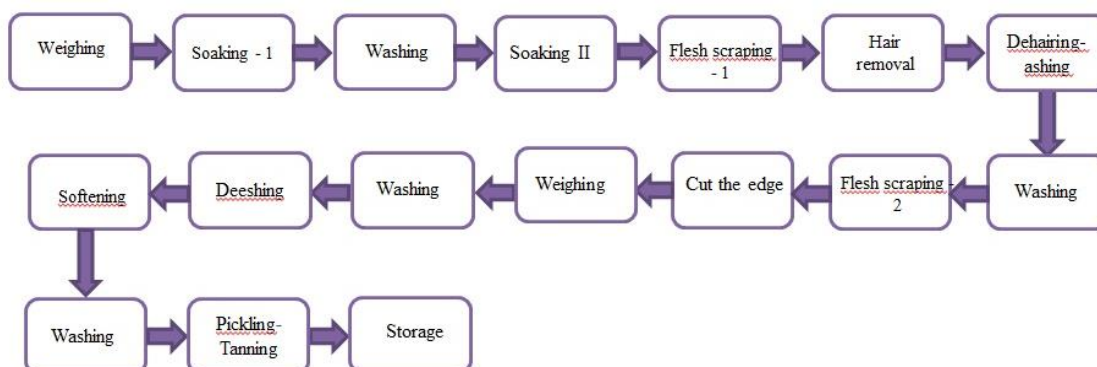 Weighing
Soaking - 1
Washing
Soaking II
Flesh scraping
- 1
Hair
removal
Dehairing-
ashing
Washing
Flesh scraping -
2
Cut the edge
Weighing
Washing
Deeshing
Softening
Washing
Pickling-
Tanning
Storage